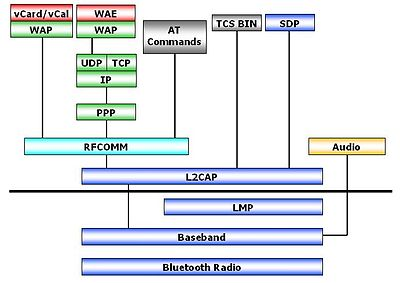 vCard/vCal
WAP
WAE
WAP
UDP TCP
IP
PPP
AT
Commands
TCS BIN
SDP
RFCOMM
Audio
L2CAP
LMP
Baseband
Bluetooth Radio